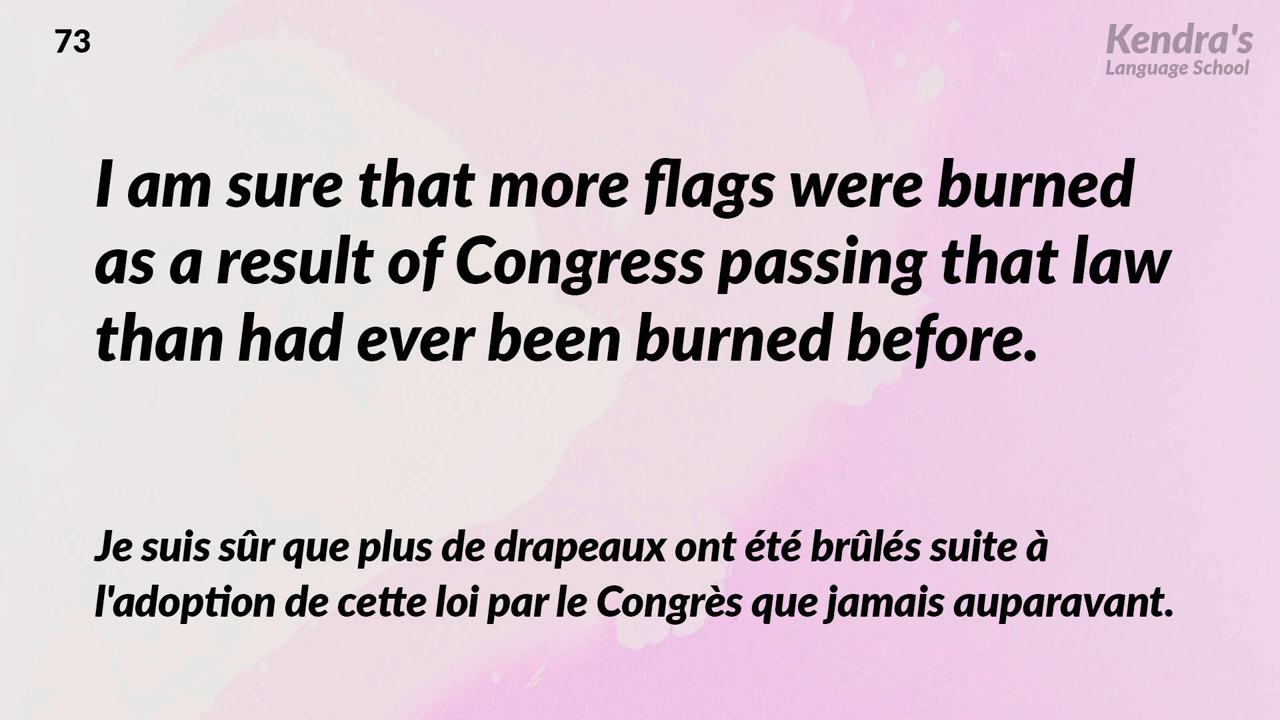 73
Kendra's
Language School
I am sure that more flags were burned
as a result of Congress passing that law
than had ever been burned before.
Je suis sûr que plus de drapeaux ont été brûlés suite à
l'adoption de cette loi par le Congrès que jamais auparavant.